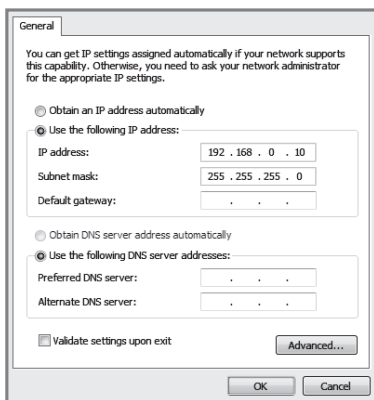 General
You can get IP settings assigned automatically if your network supports
this capability. Otherwise, you need to ask your network administrator
for the appropriate IP settings.
Obtain an IP address automatically
Use the following IP address:
IP address: 192 . 168 . 0 . 10
Subnet mask: 255 . 255 . 255 . 0
Default gateway: . . .
Obtain DNS server address automatically
Use the following DNS server addresses:
Preferred DNS server: . . .
Alternate DNS server: . . .
Validate settings upon exit
Advanced...
OK Cancel